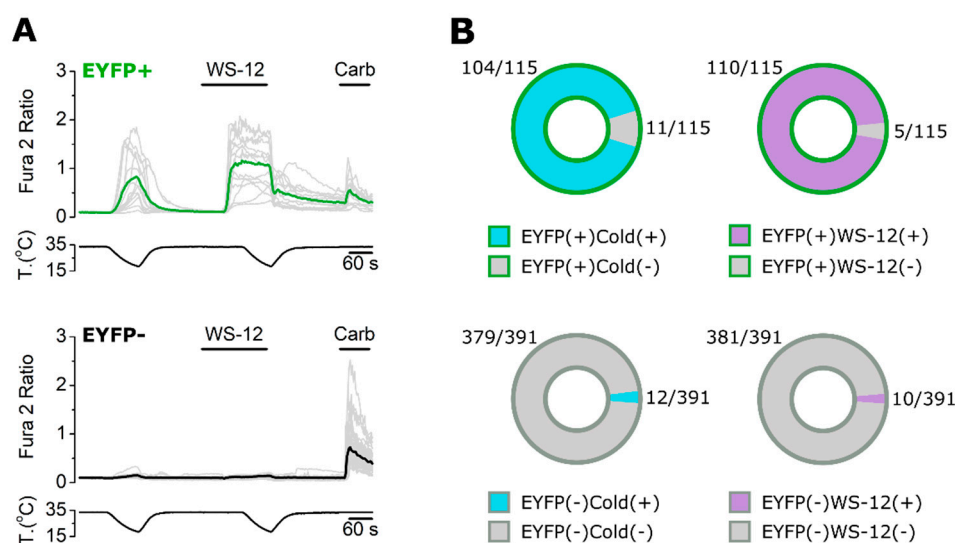 A
EYFP+
WS-12
Carb
3
2
1
0
Fura 2 Ratio
35
15
T.(°C)
60 s
EYFP-
WS-12
Carb
3
2
1
0
Fura 2 Ratio
35
15
T.(°C)
60 s
B
104/115
11/115
110/115
5/115
EYFP(+)Cold(+)
EYFP(+)Cold(-)
EYFP(+)WS-12(+)
EYFP(+)WS-12(-)
379/391
12/391
381/391
10/391
EYFP(-)Cold(+)
EYFP(-)Cold(-)
EYFP(-)WS-12(+)
EYFP(-)WS-12(-)